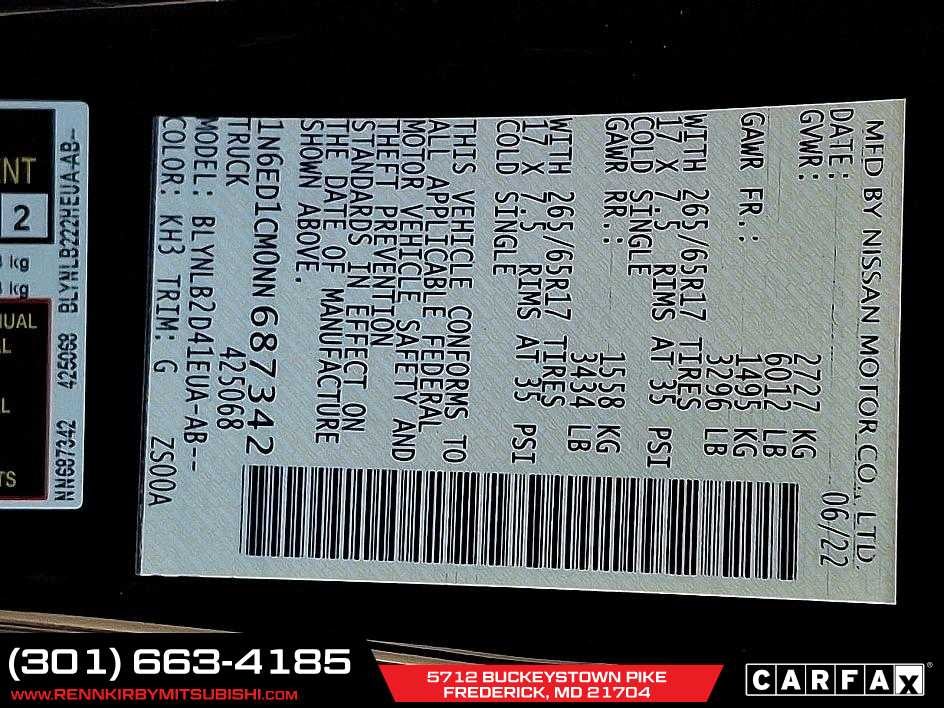 MFD BY NISSAN MOTOR CO., LTD.
DATE: 06/22
GVWR: 2727 KG
6012 LB
GAWR FR.: 1495 KG
3296 LB
WITH 265/65R17 TIRES
17 X 7.5 RIMS AT 35 PSI
COLD SINGLE
GAWR RR.: 1558 KG
3434 LB
WITH 265/65R17 TIRES
17 X 7.5 RIMS AT 35 PSI
COLD SINGLE
THIS VEHICLE CONFORMS TO
ALL APPLICABLE FEDERAL
MOTOR VEHICLE SAFETY AND
THEFT PREVENTION
STANDARDS IN EFFECT ON
THE DATE OF MANUFACTURE
SHOWN ABOVE.
1N6ED1CM0NN687342
TRUCK 425068
MODEL: BLYNLB2D41EUA-AB--
COLOR: KH3 TRIM: G ZS00A
BLYNLB222HEUA-AB--
425068
NN687342
ENT
2
kg
kg
UAL
L
L
TS
(301) 663-4185
WWW.RENNKIRBYMITSUBISHI.COM
5712 BUCKEYSTOWN PIKE
FREDERICK, MD 21704
CARFAX